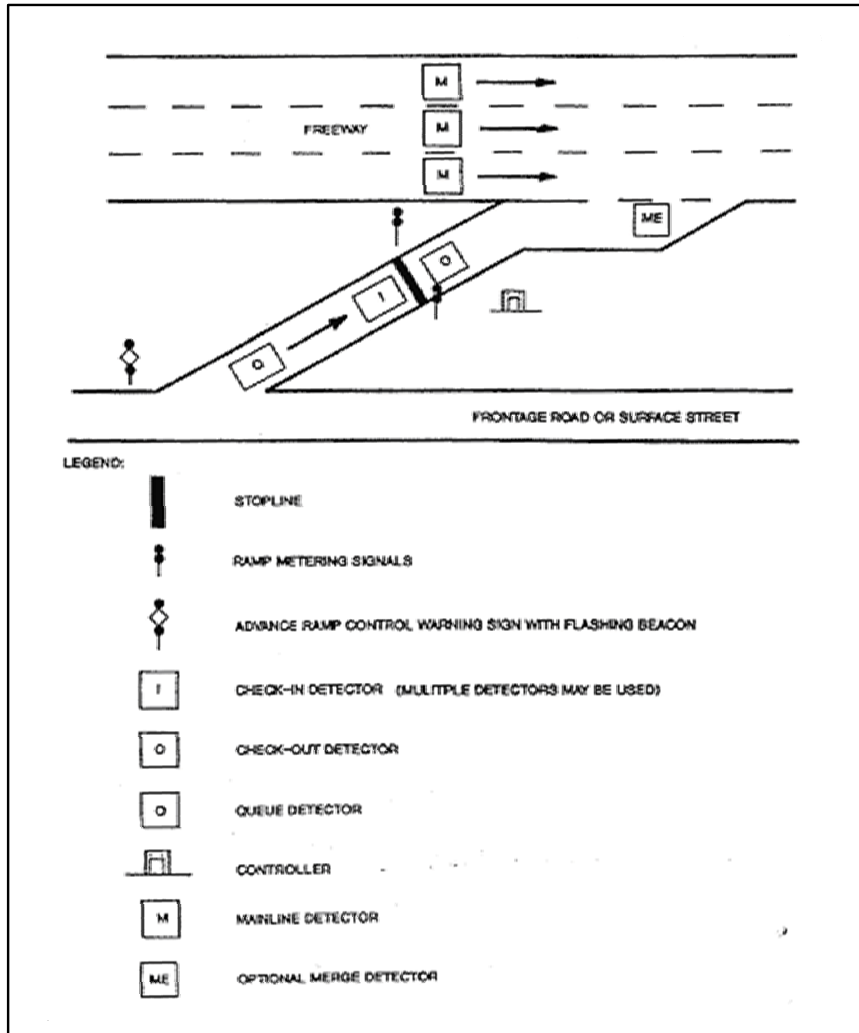 M
FREEWAY
M
M
ME
O
I
O
FRONTAGE ROAD OR SURFACE STREET
LEGEND:
STOPLINE
RAMP METERING SIGNALS
ADVANCE RAMP CONTROL WARNING SIGN WITH FLASHING BEACON
I CHECK-IN DETECTOR (MULITPLE DETECTORS MAY BE USED)
O CHECK-OUT DETECTOR
O QUEUE DETECTOR
CONTROLLER
M MAINLINE DETECTOR
ME OPTIONAL MERGE DETECTOR